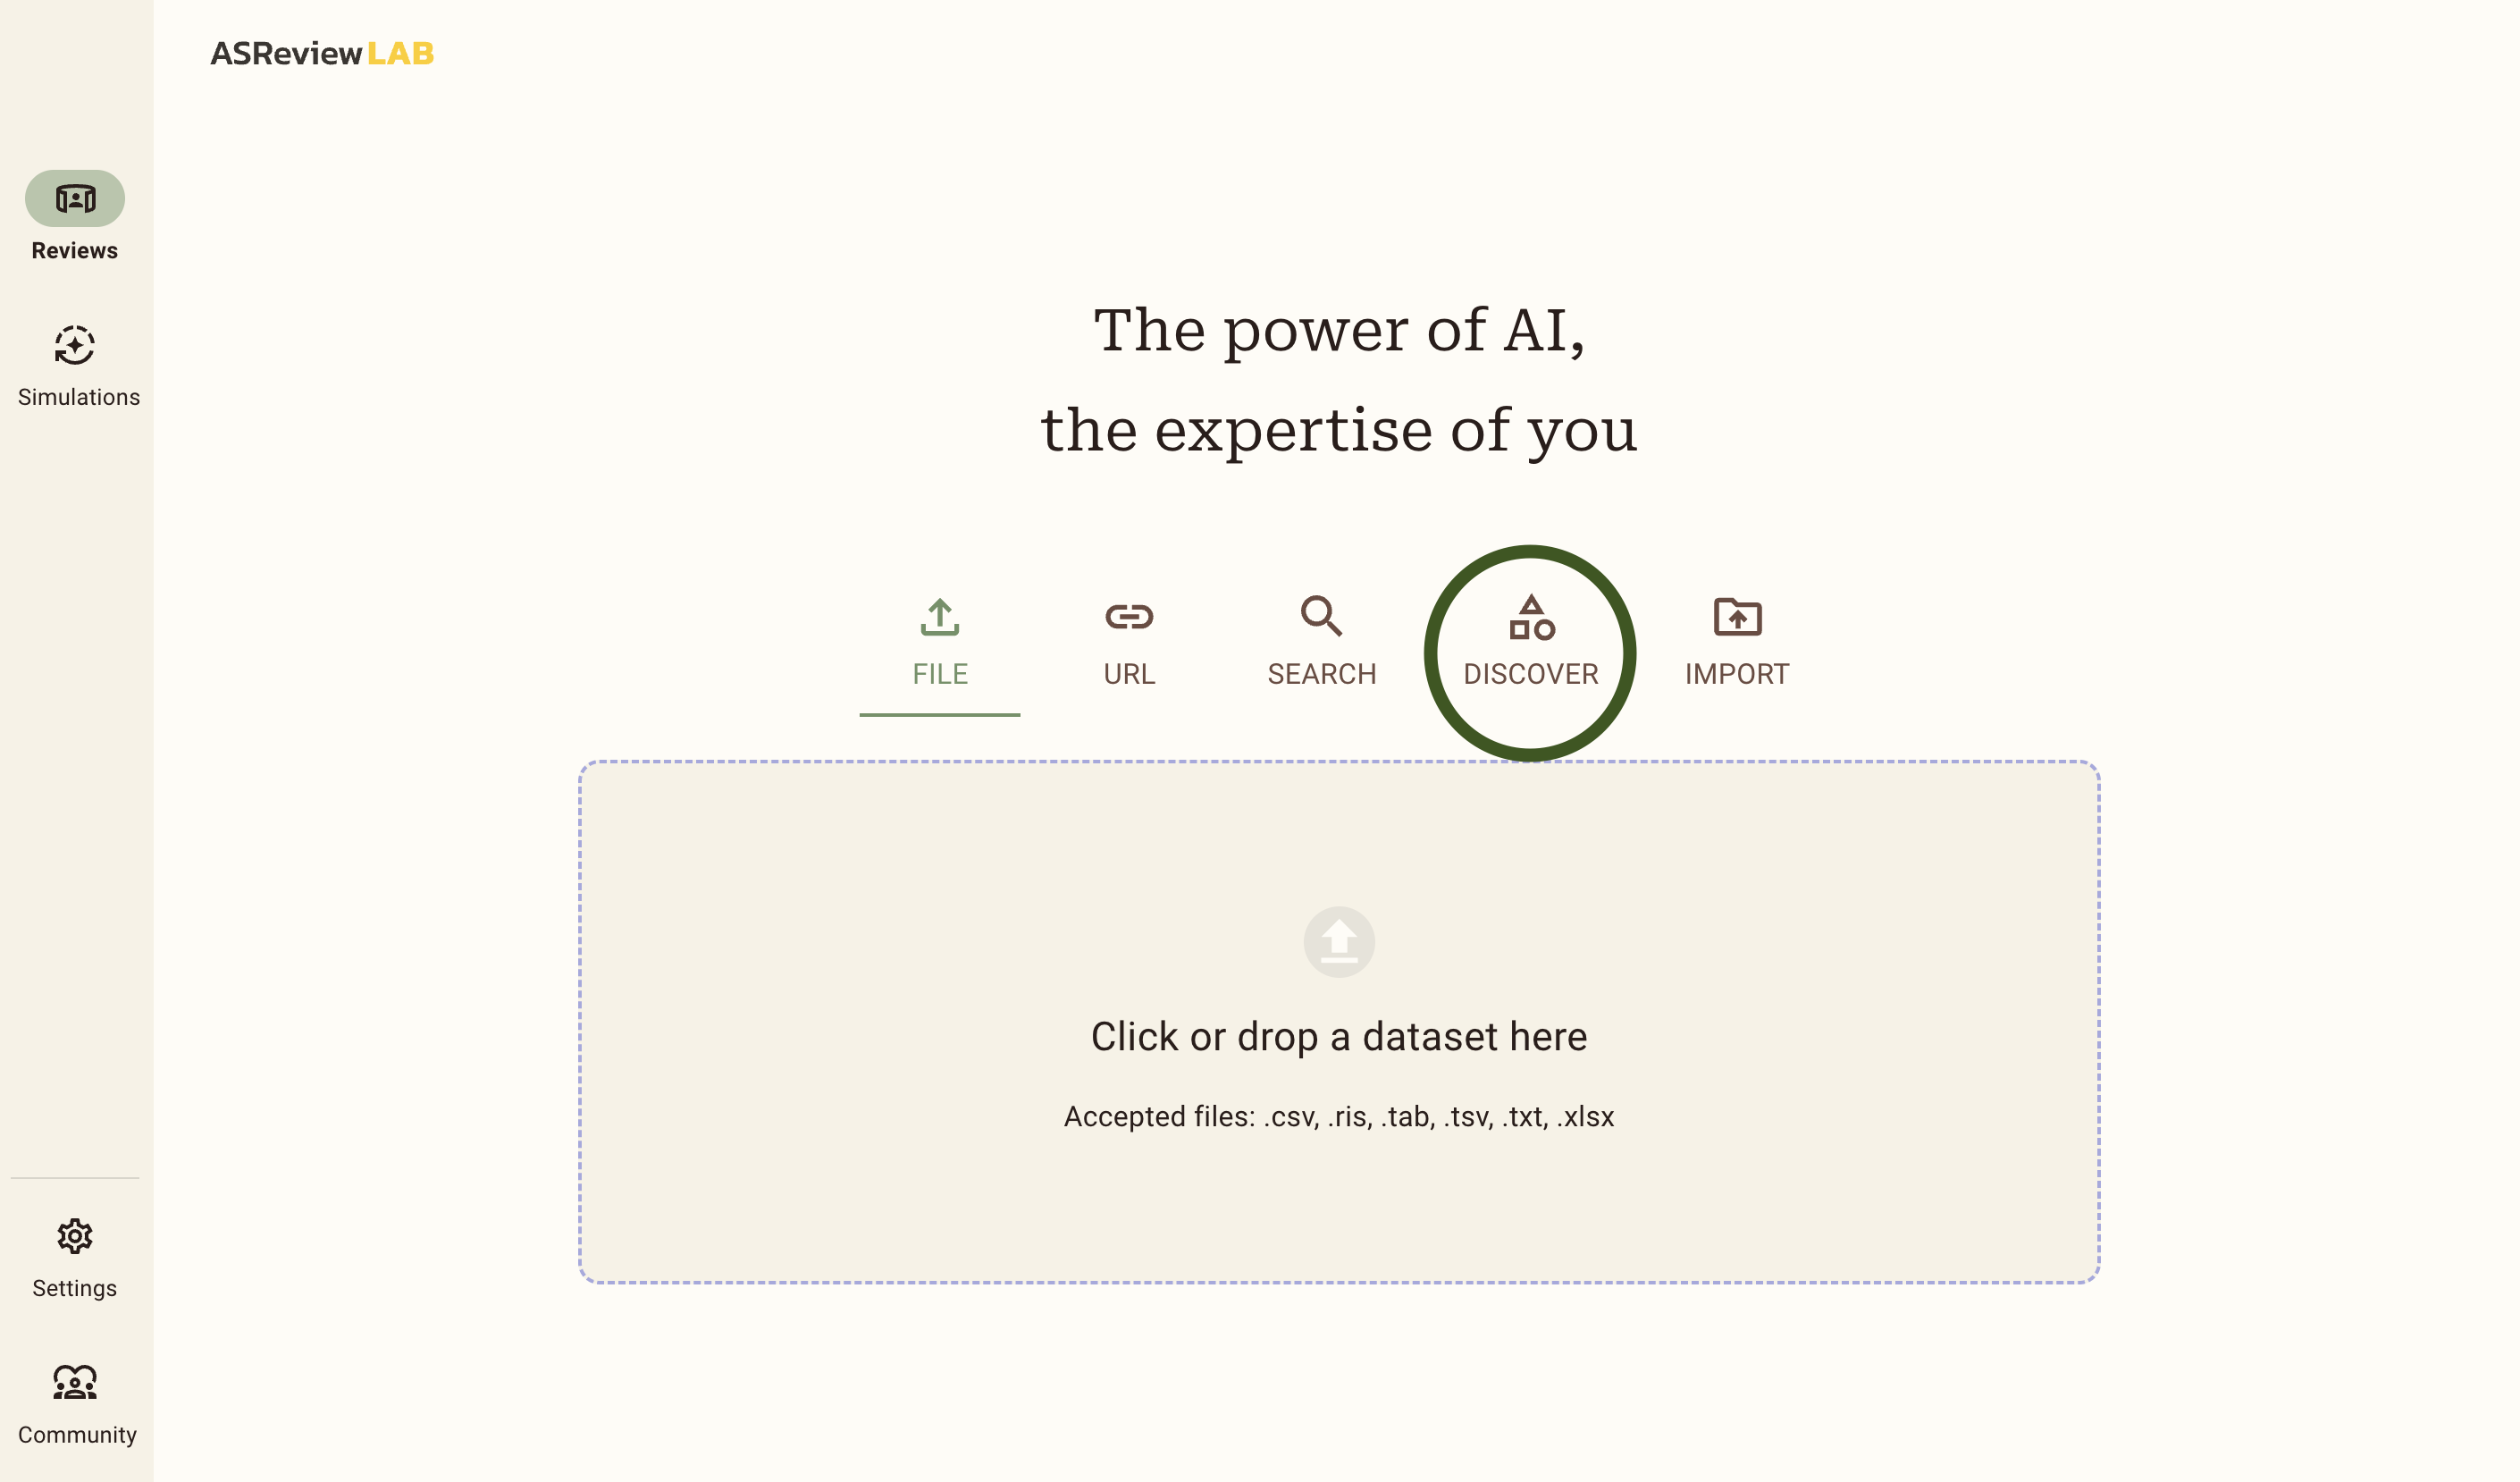 ASReview LAB
Reviews
Simulations
The power of AI,
the expertise of you
FILE
URL
SEARCH
DISCOVER
IMPORT
Click or drop a dataset here
Accepted files: .csv, .ris, .tab, .tsv, .txt, .xlsx
Settings
Community